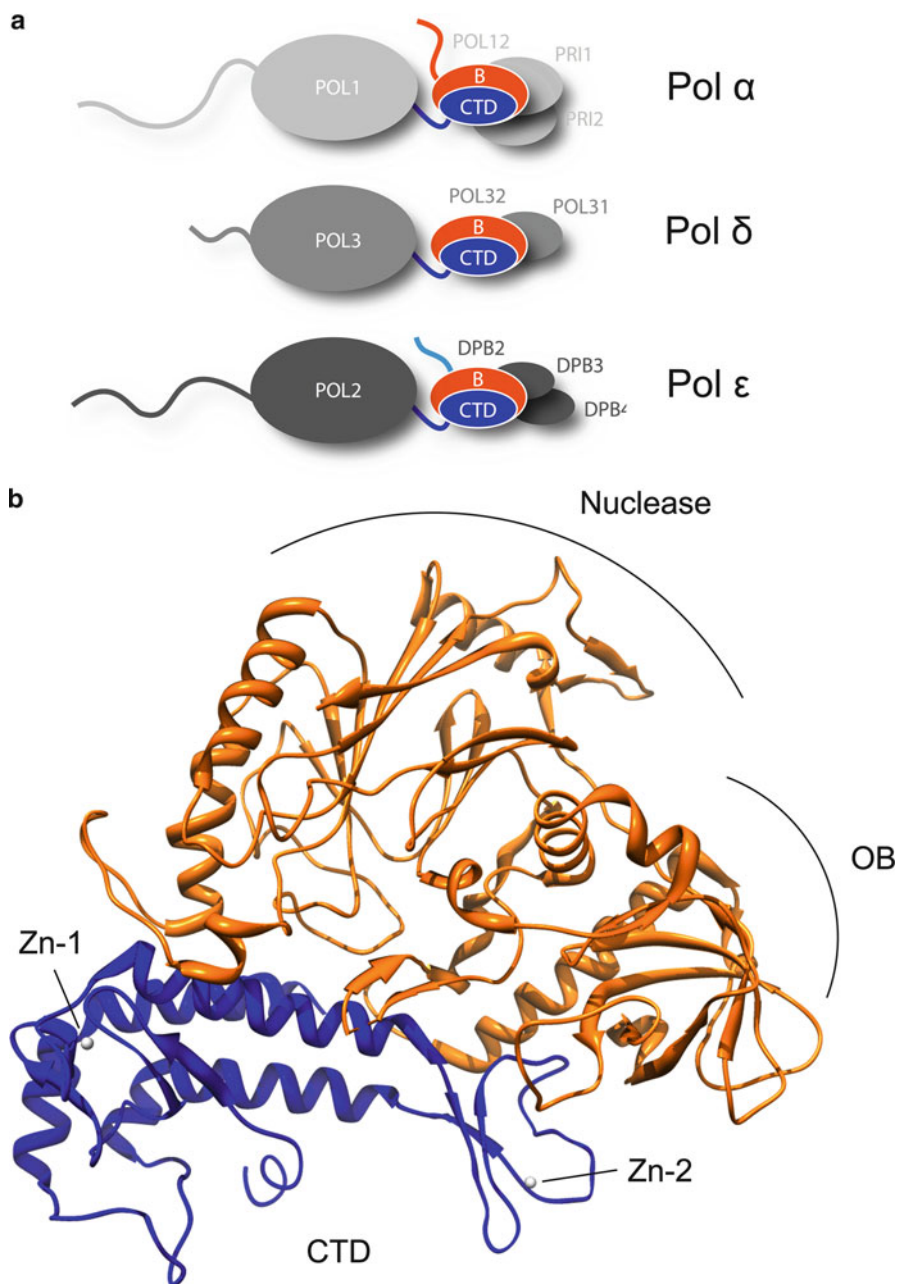 a
POL12
PRI1
POL1
B
CTD
PRI2
Pol α
POL32
POL31
POL3
B
CTD
Pol δ
DPB2
DPB3
POL2
B
CTD
DPB4
Pol ε
b
Nuclease
OB
Zn-1
Zn-2
CTD